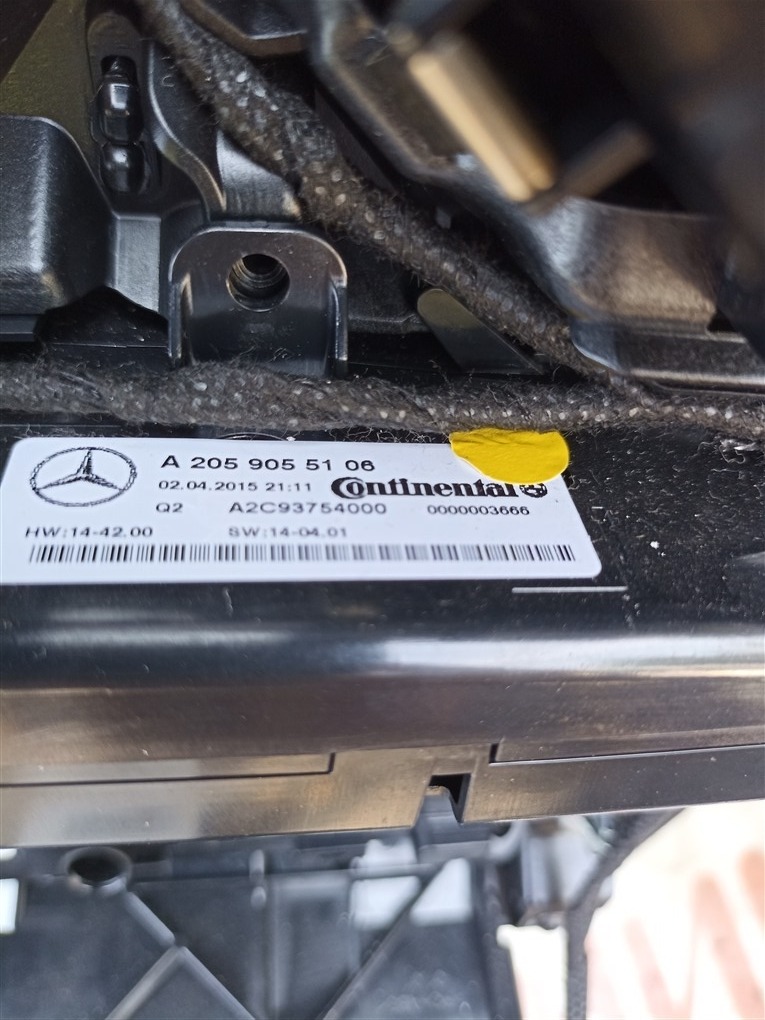 A 205 905 51 06
02.04.2015 21:11 Continental
Q2 A2C93754000 0000003666
HW:14-42.00 SW:14-04.01